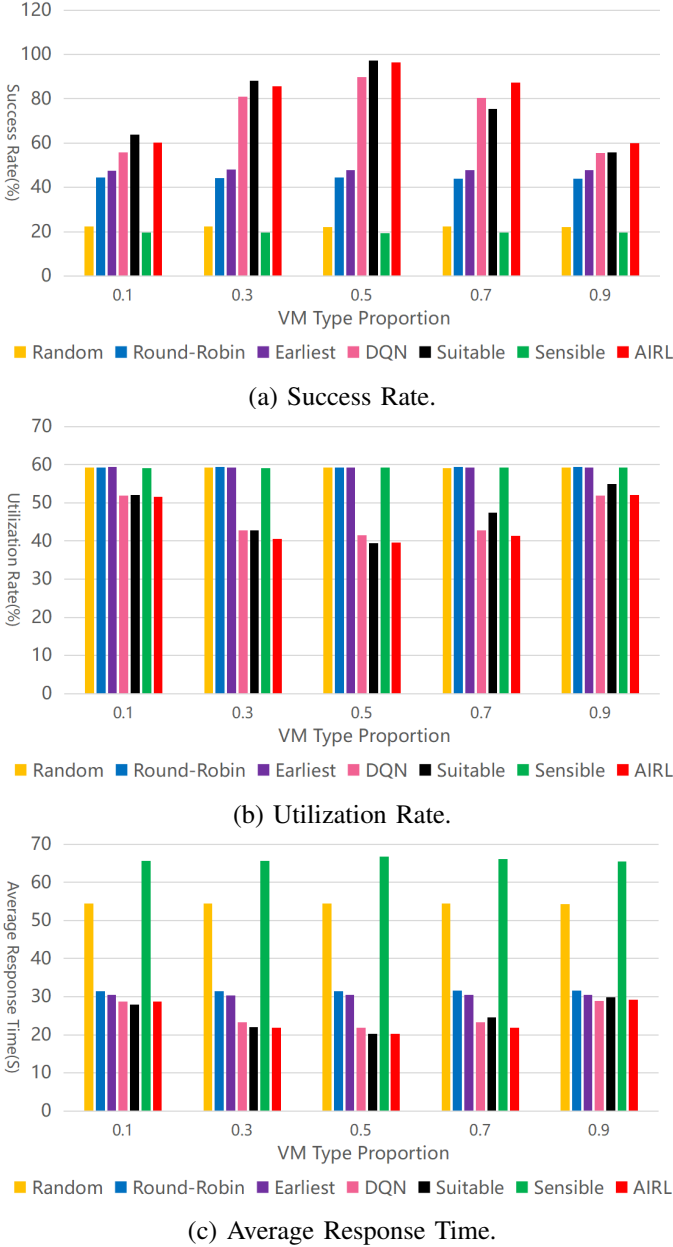 120
100
80
60
40
20
0
Success Rate(%)
0.1 0.3 0.5 0.7 0.9
VM Type Proportion
Random Round-Robin Earliest DQN Suitable Sensible AIRL
(a) Success Rate.
70
60
50
40
30
20
10
0
Utilization Rate(%)
0.1 0.3 0.5 0.7 0.9
VM Type Proportion
Random Round-Robin Earliest DQN Suitable Sensible AIRL
(b) Utilization Rate.
70
60
50
40
30
20
10
0
Average Response Time(S)
0.1 0.3 0.5 0.7 0.9
VM Type Proportion
Random Round-Robin Earliest DQN Suitable Sensible AIRL
(c) Average Response Time.